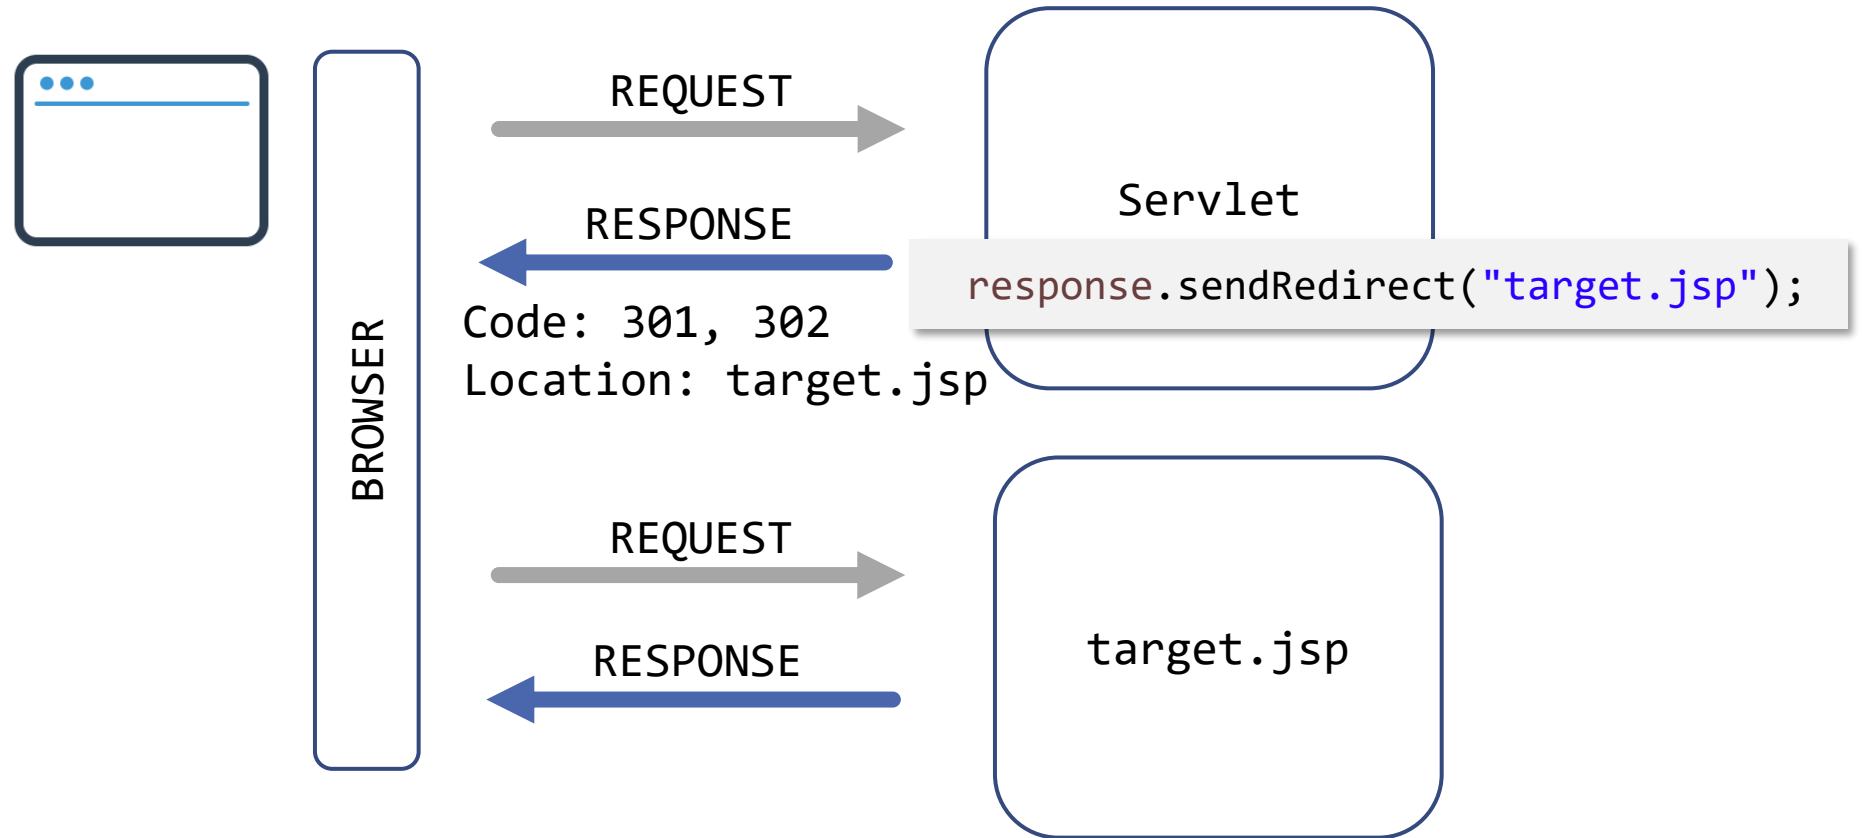 REQUEST
Servlet
RESPONSE
response.sendRedirect("target.jsp");
Code: 301, 302
Location: target.jsp
BROWSER
REQUEST
target.jsp
RESPONSE